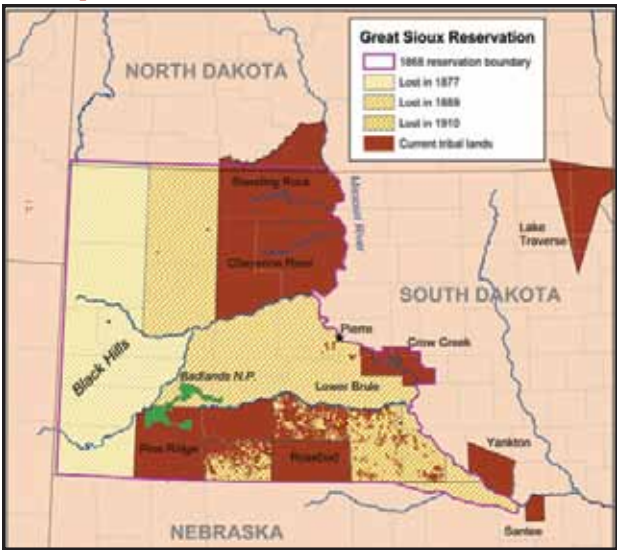 Great Sioux Reservation
1868 reservation boundary
Lost in 1877
Lost in 1889
Lost in 1910
Current tribal lands
NORTH DAKOTA
Standing Rock
Missouri River
Cheyenne River
Lake
Traverse
SOUTH DAKOTA
Pierre
Crow Creek
Black Hills
Badlands N.P.
Lower Brule
Pine Ridge
Rosebud
Yankton
Santee
NEBRASKA